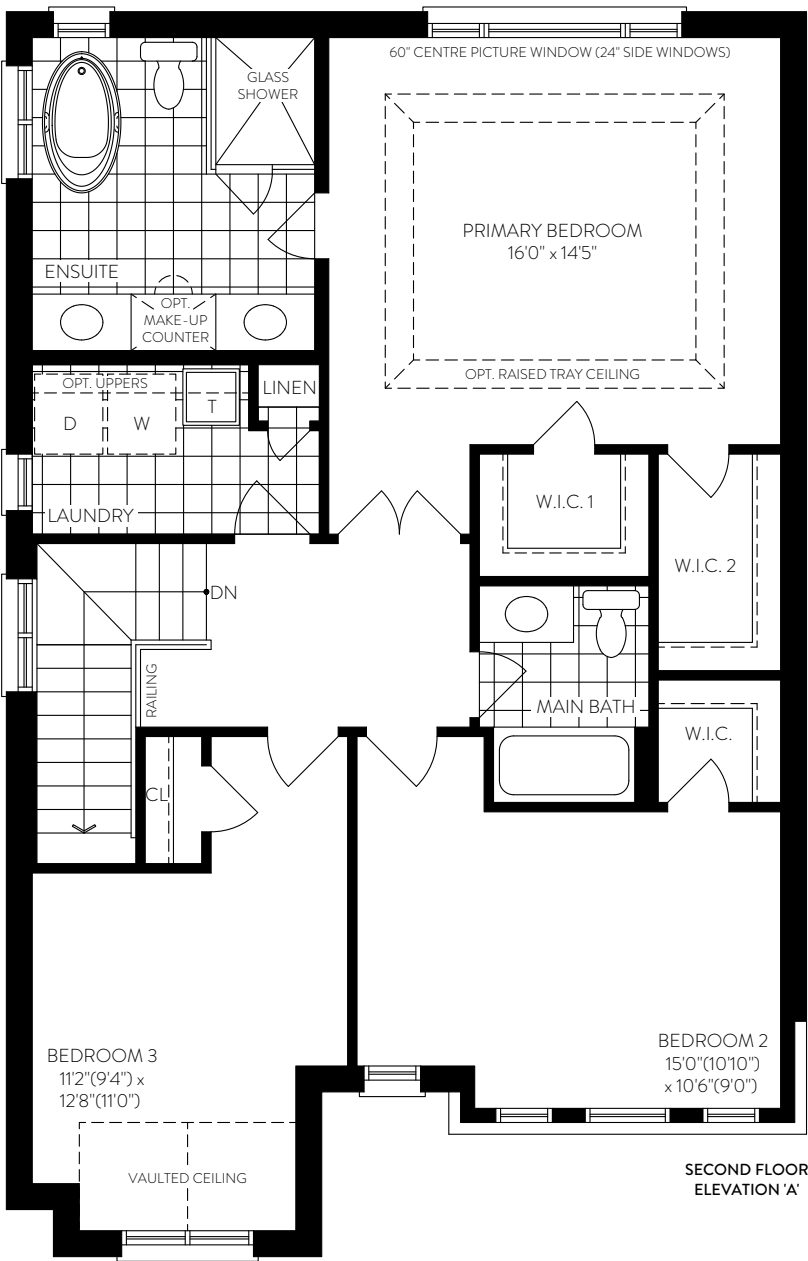 60" CENTRE PICTURE WINDOW (24" SIDE WINDOWS)
GLASS
SHOWER
PRIMARY BEDROOM
16'0" x 14'5"
ENSUITE
OPT.
MAKE-UP
COUNTER
OPT. RAISED TRAY CEILING
OPT. UPPERS
LINEN
D
W
T
LAUNDRY
W.I.C. 1
W.I.C. 2
DN
RAILING
MAIN BATH
W.I.C.
CL
BEDROOM 3
11'2"(9'4") x
12'8"(11'0")
BEDROOM 2
15'0"(10'10")
x 10'6"(9'0")
VAULTED CEILING
SECOND FLOOR
ELEVATION 'A'